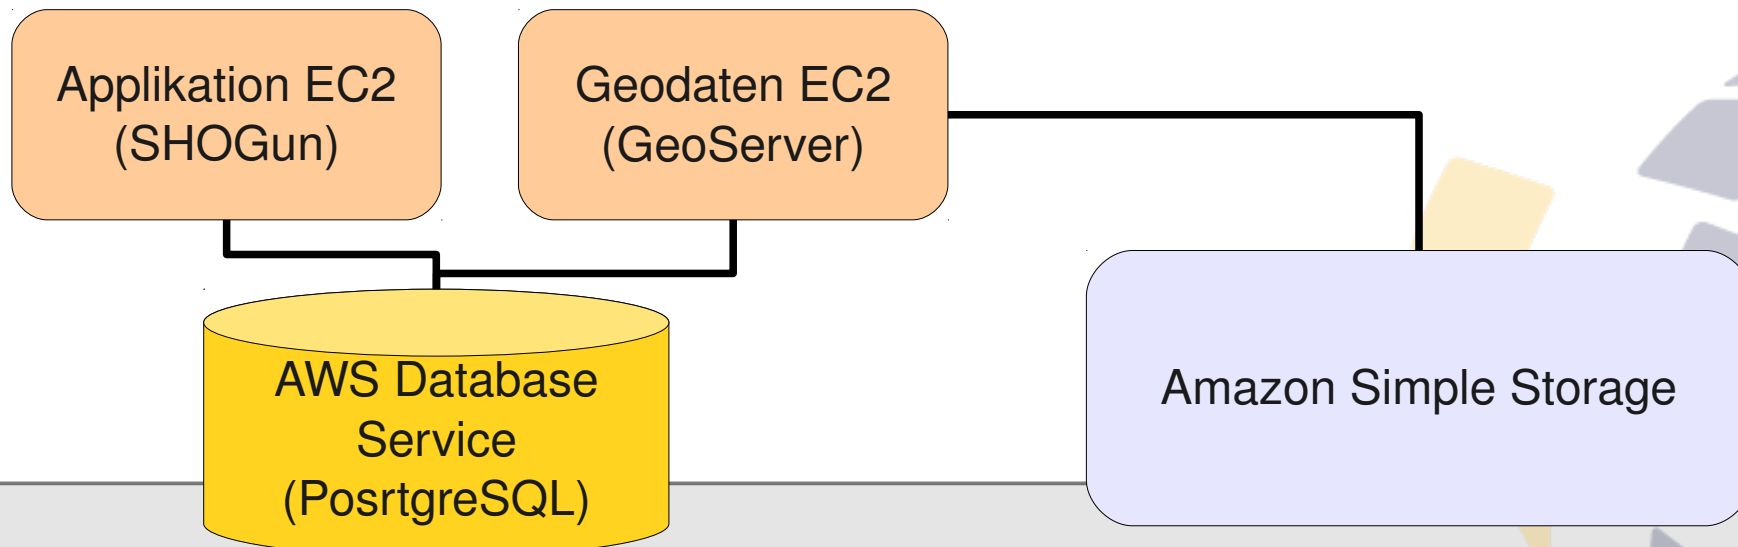 Applikation EC2
(SHOGun)
Geodaten EC2
(GeoServer)
AWS Database
Service
(PosrtgreSQL)
Amazon Simple Storage